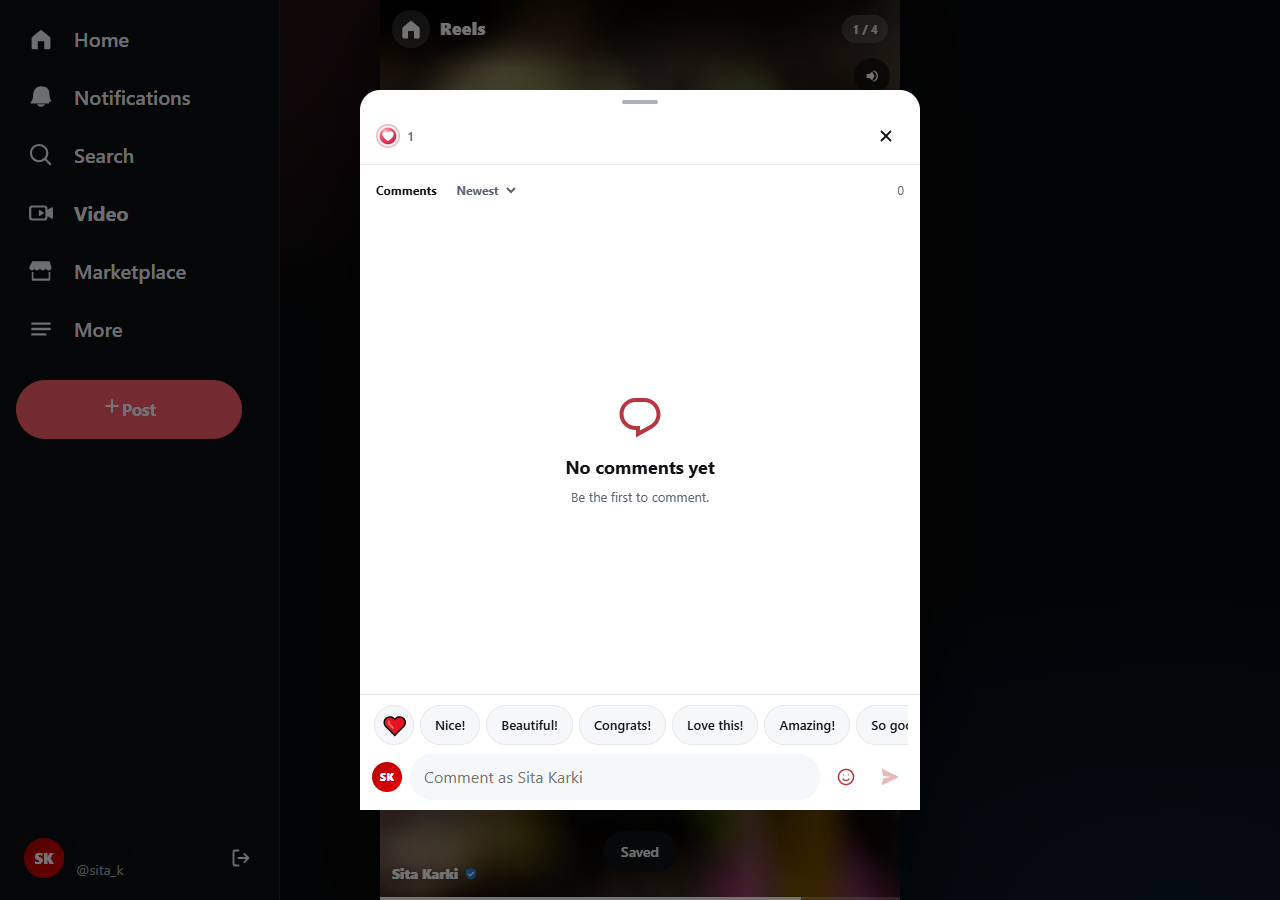 Home
Notifications
Search
Video
Marketplace
More
Post
SK
@sita_k
Reels
1 / 4
1
Comments
Newest
0
No comments yet
Be the first to comment.
Nice!
Beautiful!
Congrats!
Love this!
Amazing!
So goo
SK
Comment as Sita Karki
Saved
Sita Karki